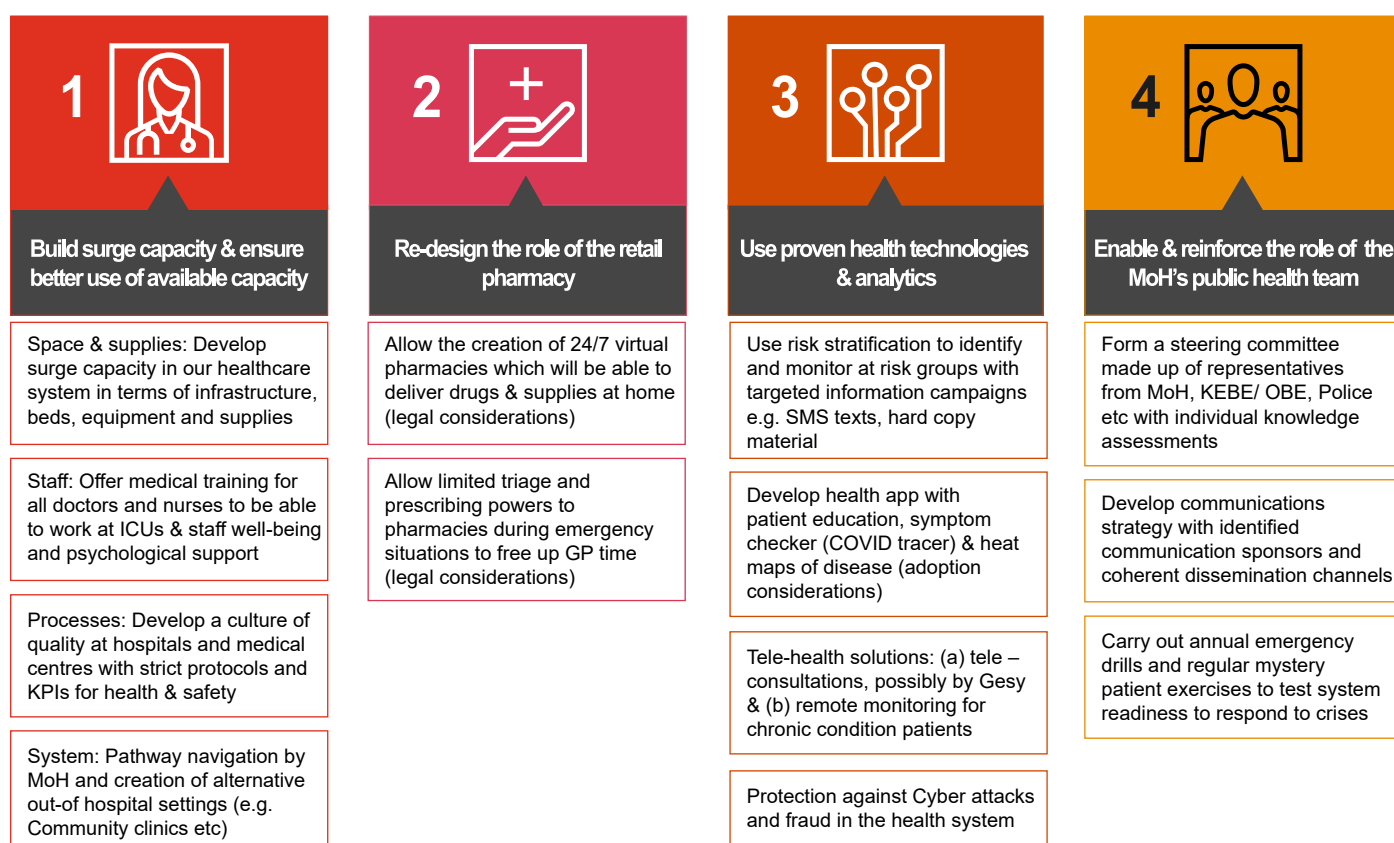 1
Build surge capacity & ensure
better use of available capacity
Space & supplies: Develop
surge capacity in our healthcare
system in terms of infrastructure,
beds, equipment and supplies
Staff: Offer medical training for
all doctors and nurses to be able
to work at ICUs & staff well-being
and psychological support
Processes: Develop a culture of
quality at hospitals and medical
centres with strict protocols and
KPIs for health & safety
System: Pathway navigation by
MoH and creation of alternative
out-of hospital settings (e.g.
Community clinics etc)
2
Re-design the role of the retail
pharmacy
Allow the creation of 24/7 virtual
pharmacies which will be able to
deliver drugs & supplies at home
(legal considerations)
Allow limited triage and
prescribing powers to
pharmacies during emergency
situations to free up GP time
(legal considerations)
3
Use proven health technologies
& analytics
Use risk stratification to identify
and monitor at risk groups with
targeted information campaigns
e.g. SMS texts, hard copy
material
Develop health app with
patient education, symptom
checker (COVID tracer) & heat
maps of disease (adoption
considerations)
Tele-health solutions: (a) tele –
consultations, possibly by Gesy
& (b) remote monitoring for
chronic condition patients
Protection against Cyber attacks
and fraud in the health system
4
Enable & reinforce the role of the
MoH's public health team
Form a steering committee
made up of representatives
from MoH, KEBE/ OBE, Police
etc with individual knowledge
assessments
Develop communications
strategy with identified
communication sponsors and
coherent dissemination channels
Carry out annual emergency
drills and regular mystery
patient exercises to test system
readiness to respond to crises